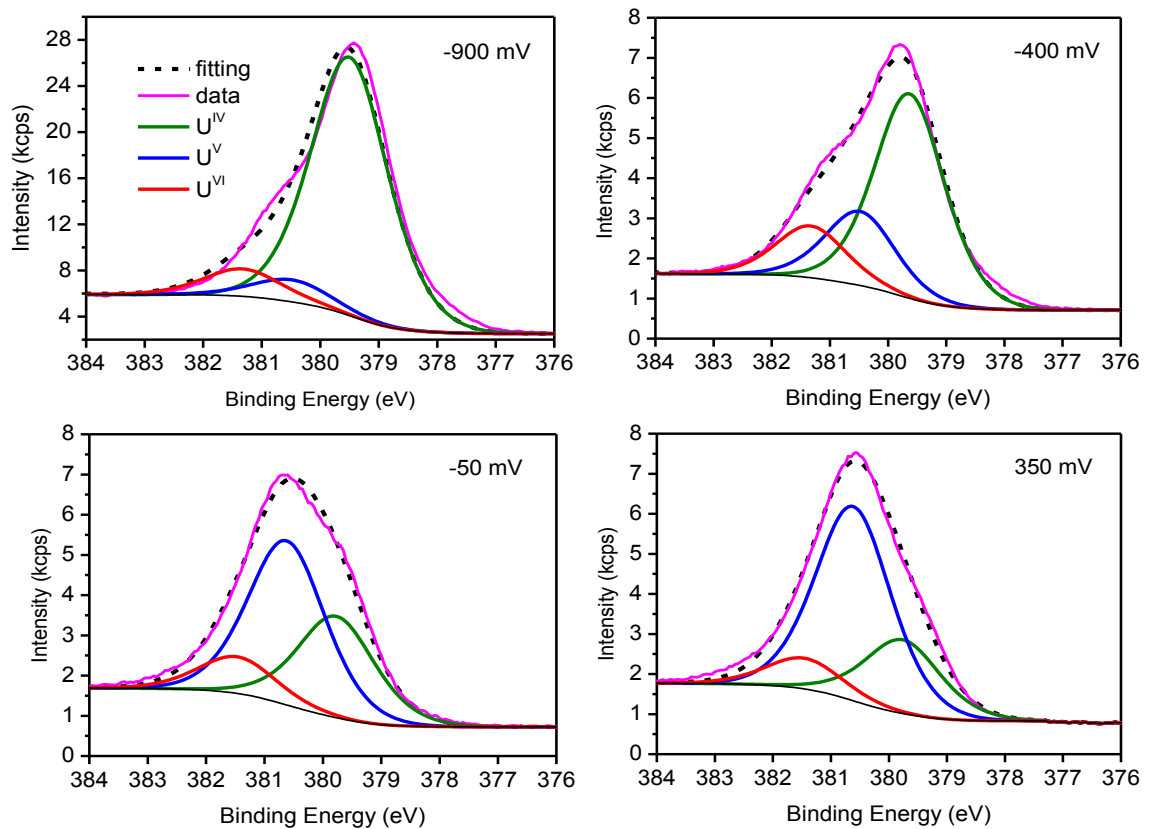 -900 mV
fitting
data
U^IV
U^V
U^VI
Intensity (kcps)
28
24
20
16
12
8
4
384 383 382 381 380 379 378 377 376
Binding Energy (eV)
-400 mV
Intensity (kcps)
8
7
6
5
4
3
2
1
0
384 383 382 381 380 379 378 377 376
Binding Energy (eV)
-50 mV
Intensity (kcps)
8
7
6
5
4
3
2
1
0
384 383 382 381 380 379 378 377 376
Binding Energy (eV)
350 mV
Intensity (kcps)
8
7
6
5
4
3
2
1
0
384 383 382 381 380 379 378 377 376
Binding Energy (eV)